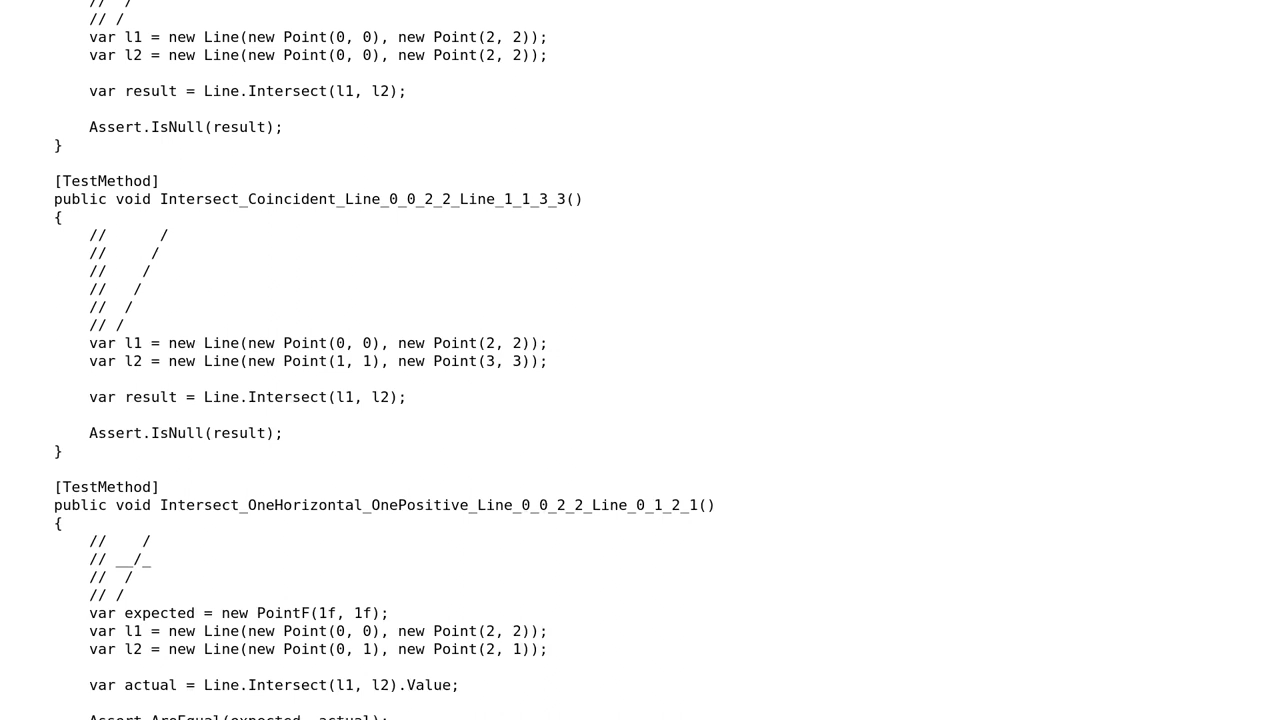 //  /
// /
var l1 = new Line(new Point(0, 0), new Point(2, 2));
var l2 = new Line(new Point(0, 0), new Point(2, 2));

var result = Line.Intersect(l1, l2);

Assert.IsNull(result);
}

[TestMethod]
public void Intersect_Coincident_Line_0_0_2_2_Line_1_1_3_3()
{
    //      /
    //     /
    //    /
    //   /
    //  /
    // /
    var l1 = new Line(new Point(0, 0), new Point(2, 2));
    var l2 = new Line(new Point(1, 1), new Point(3, 3));

    var result = Line.Intersect(l1, l2);

    Assert.IsNull(result);
}

[TestMethod]
public void Intersect_OneHorizontal_OnePositive_Line_0_0_2_2_Line_0_1_2_1()
{
    //    /
    // __/_
    //  /
    // /
    var expected = new PointF(1f, 1f);
    var l1 = new Line(new Point(0, 0), new Point(2, 2));
    var l2 = new Line(new Point(0, 1), new Point(2, 1));

    var actual = Line.Intersect(l1, l2).Value;

    Assert.AreEqual(expected, actual);